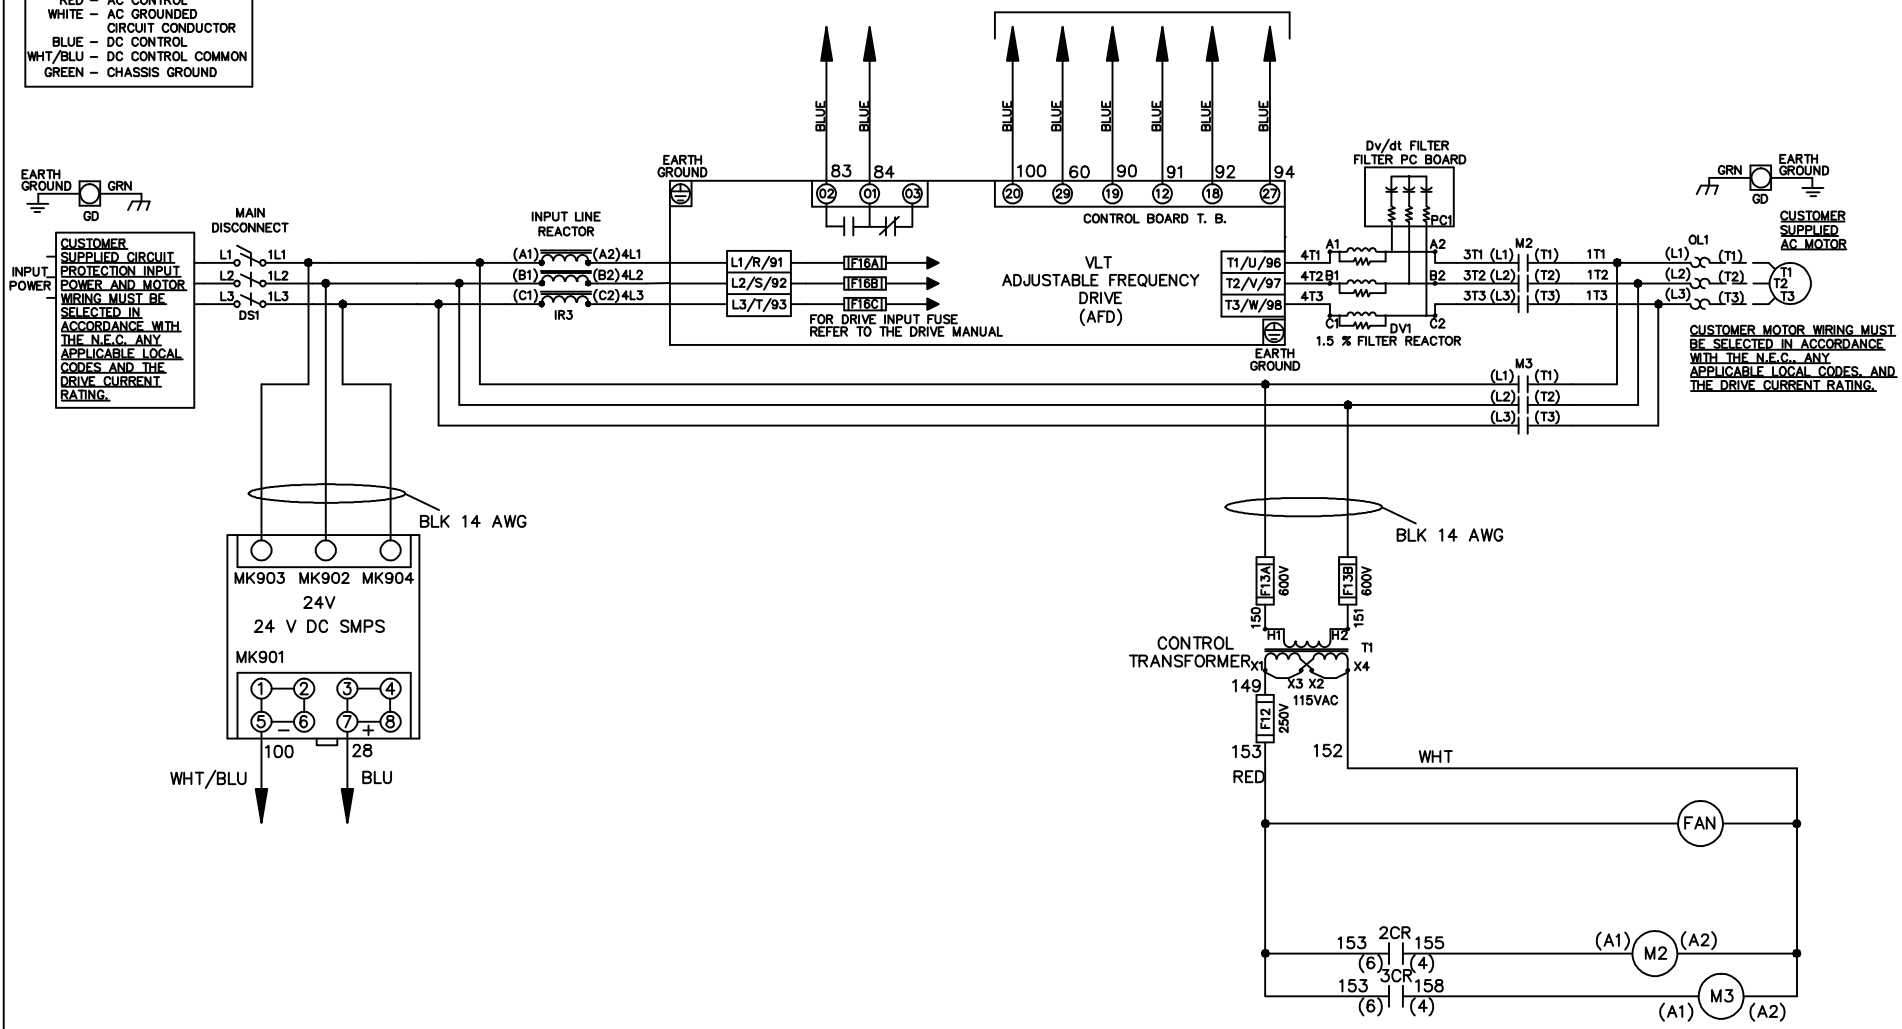 RED – AC CONTROL
WHITE – AC GROUNDED
CIRCUIT CONDUCTOR
BLUE – DC CONTROL
WHT/BLU – DC CONTROL COMMON
GREEN – CHASSIS GROUND
BLUE
BLUE
BLUE
BLUE
BLUE
BLUE
BLUE
BLUE
EARTH
GROUND
GRN
GD
MAIN
DISCONNECT
INPUT LINE
REACTOR
EARTH
GROUND
83
84
02
01
03
100
60
90
91
92
94
20
29
19
12
18
27
CONTROL BOARD T. B.
Dv/dt FILTER
FILTER PC BOARD
PC1
GRN
EARTH
GROUND
GD
CUSTOMER
SUPPLIED
AC MOTOR
INPUT
POWER
CUSTOMER
SUPPLIED CIRCUIT
PROTECTION INPUT
POWER AND MOTOR
WIRING MUST BE
SELECTED IN
ACCORDANCE WITH
THE N.E.C. ANY
APPLICABLE LOCAL
CODES AND THE
DRIVE CURRENT
RATING.
L1 1L1
L2 1L2
L3 1L3
DS1
(A1) (A2) 4L1
(B1) (B2) 4L2
(C1) (C2) 4L3
IR3
L1/R/91
L2/S/92
L3/T/93
F16A
F16B
F16C
FOR DRIVE INPUT FUSE
REFER TO THE DRIVE MANUAL
VLT
ADJUSTABLE FREQUENCY
DRIVE
(AFD)
T1/U/96
T2/V/97
T3/W/98
EARTH
GROUND
4T1 A1 A2
4T2 B1 B2
4T3 C1 C2
DV1
1.5 % FILTER REACTOR
M2
3T1 (L1) (T1) 1T1
3T2 (L2) (T2) 1T2
3T3 (L3) (T3) 1T3
OL1
(L1) (T1)
(L2) (T2)
(L3) (T3)
T1
T2
T3
CUSTOMER MOTOR WIRING MUST
BE SELECTED IN ACCORDANCE
WITH THE N.E.C., ANY
APPLICABLE LOCAL CODES, AND
THE DRIVE CURRENT RATING.
M3
(L1) (T1)
(L2) (T2)
(L3) (T3)
BLK 14 AWG
BLK 14 AWG
MK903 MK902 MK904
24V
24 V DC SMPS
MK901
1 2 3 4
5 – 6 7 + 8
100
28
WHT/BLU
BLU
F13A
600V
F13B
600V
150
151
H1 H2
T1
CONTROL
TRANSFORMER
X1
X4
X3 X2
115VAC
149
F12
250V
153
152
RED
WHT
FAN
2CR
153 155
(6) (4)
(A1) M2 (A2)
3CR
153 158
(6) (4)
(A1) M3 (A2)